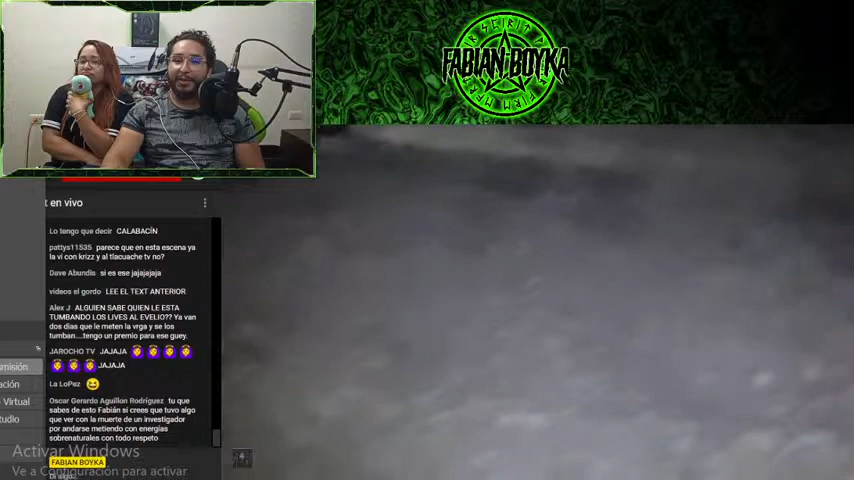 FABIAN BOYKA
t en vivo
Lo tengo que decir CALABACÍN
pattys11535 parece que en esta escena ya
la vi con krizz y al tlacuache tv no?
Dave Abundis si es ese jajajajaja
videos el gordo LEE EL TEXT ANTERIOR
Alex J ALGUIEN SABE QUIEN LE ESTA
TUMBANDO LOS LIVES AL EVELIO?? Ya van
dos dias que le meten la vrga y se los
tumban....tengo un premio para ese guey.
JAROCHO TV JAJAJA
JAJAJA
La LoPez
Oscar Gerardo Aguillon Rodríguez tu que
sabes de esto Fabián si crees que tuvo algo
que ver con la muerte de un investigador
por andarse metiendo con energías
sobrenaturales con todo respeto
FABIAN BOYKA
smisión
ación
Virtual
tudio
Activar Windows
Ve a Configuración para activar